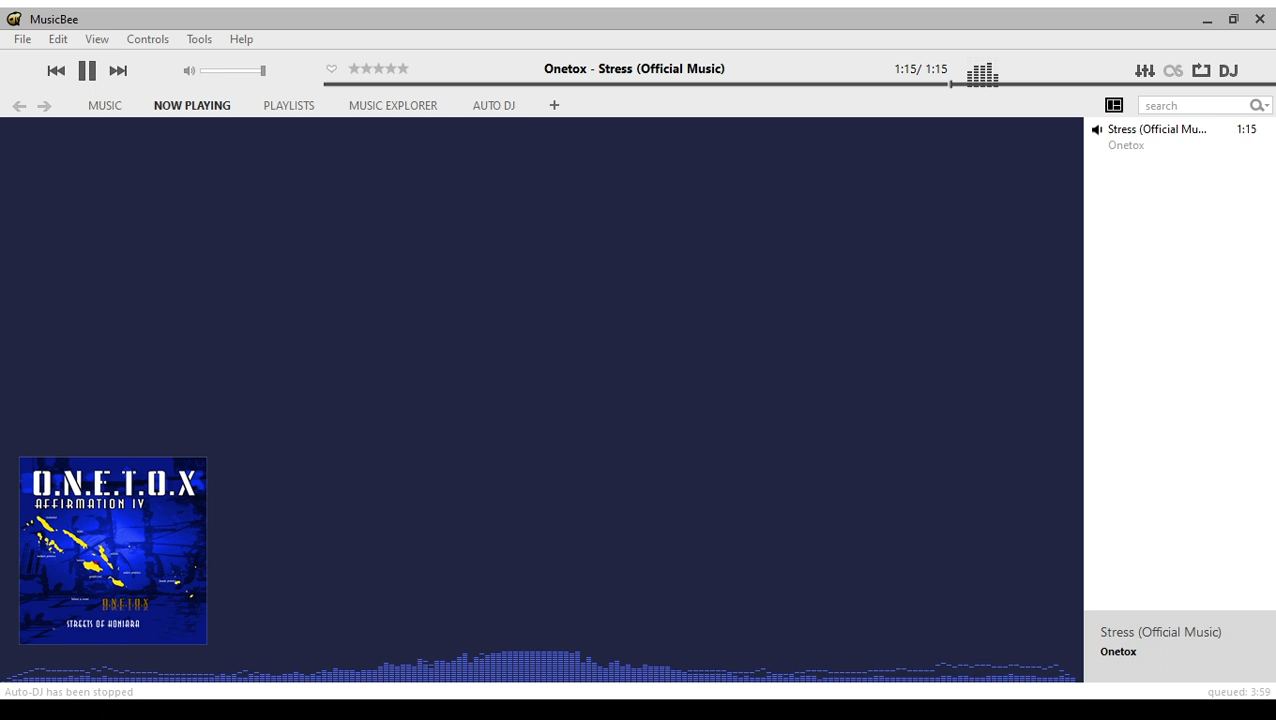 MusicBee
File Edit View Controls Tools Help
Onetox - Stress (Official Music) 1:15/ 1:15
DJ
MUSIC NOW PLAYING PLAYLISTS MUSIC EXPLORER AUTO DJ +
search
Stress (Official Mu... 1:15
Onetox
O.N.E.T.O.X
AFFIRMATION IV
ONETOX
STREETS OF HONIARA
Stress (Official Music)
Onetox
Auto-DJ has been stopped
queued: 3:59